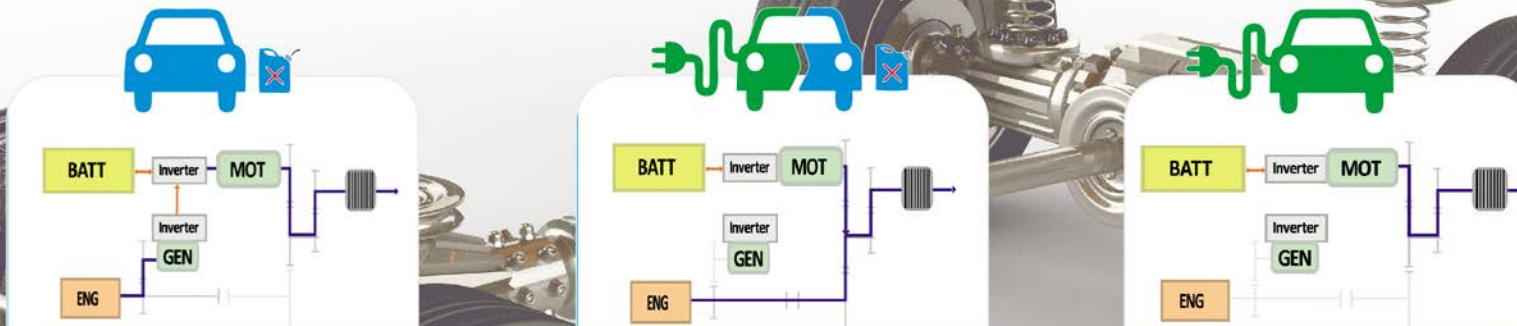 BATT
Inverter
MOT
Inverter
GEN
ENG
BATT
Inverter
MOT
Inverter
GEN
ENG
BATT
Inverter
MOT
Inverter
GEN
ENG